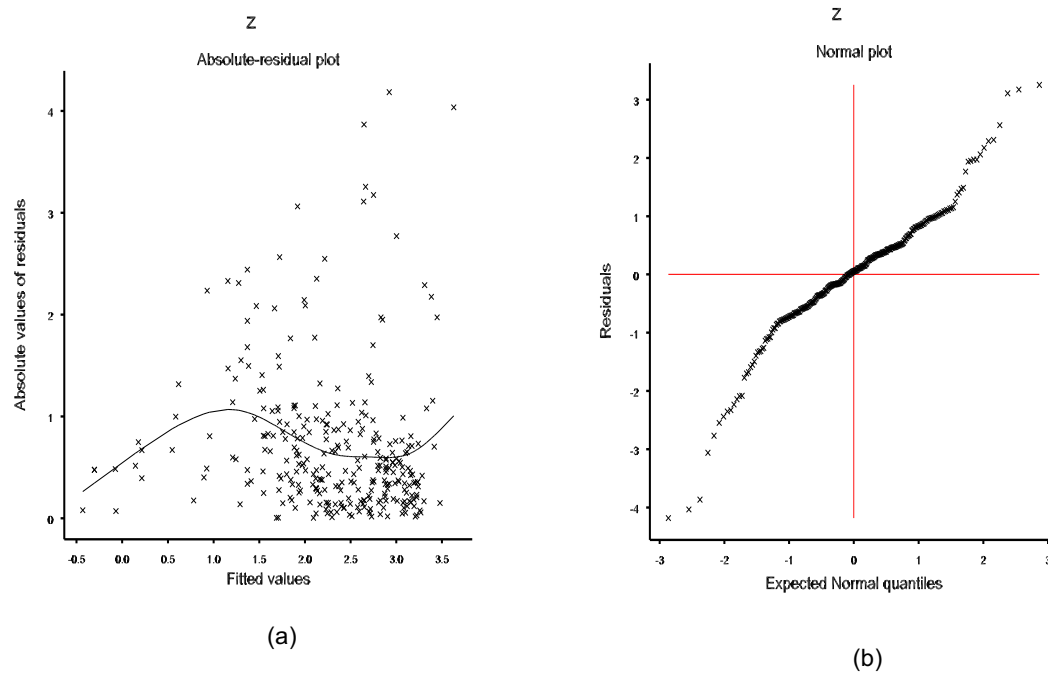 z
Absolute-residual plot
4
3
2
1
0
Absolute values of residuals
-0.5 0.0 0.5 1.0 1.5 2.0 2.5 3.0 3.5
Fitted values
(a)
z
Normal plot
3
2
1
0
-1
-2
-3
-4
Residuals
-3 -2 -1 0 1 2 3
Expected Normal quantiles
(b)